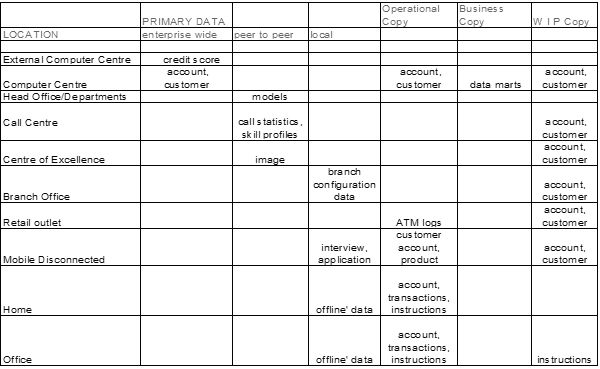 Operational Business
PRIMARY DATA Copy Copy W I P Copy
LOCATION enterprise wide peer to peer local
External Computer Centre credit score
account, account, account,
Computer Centre customer customer data marts customer
Head Office/Departments models
call statistics, account,
Call Centre skill profiles customer
account,
Centre of Excellence image customer
branch
configuration account,
Branch Office data customer
account,
Retail outlet ATM logs customer
customer
interview, account, account,
Mobile Disconnected application product customer
account,
transactions,
Home offline' data instructions
account,
transactions,
Office offline' data instructions instructions